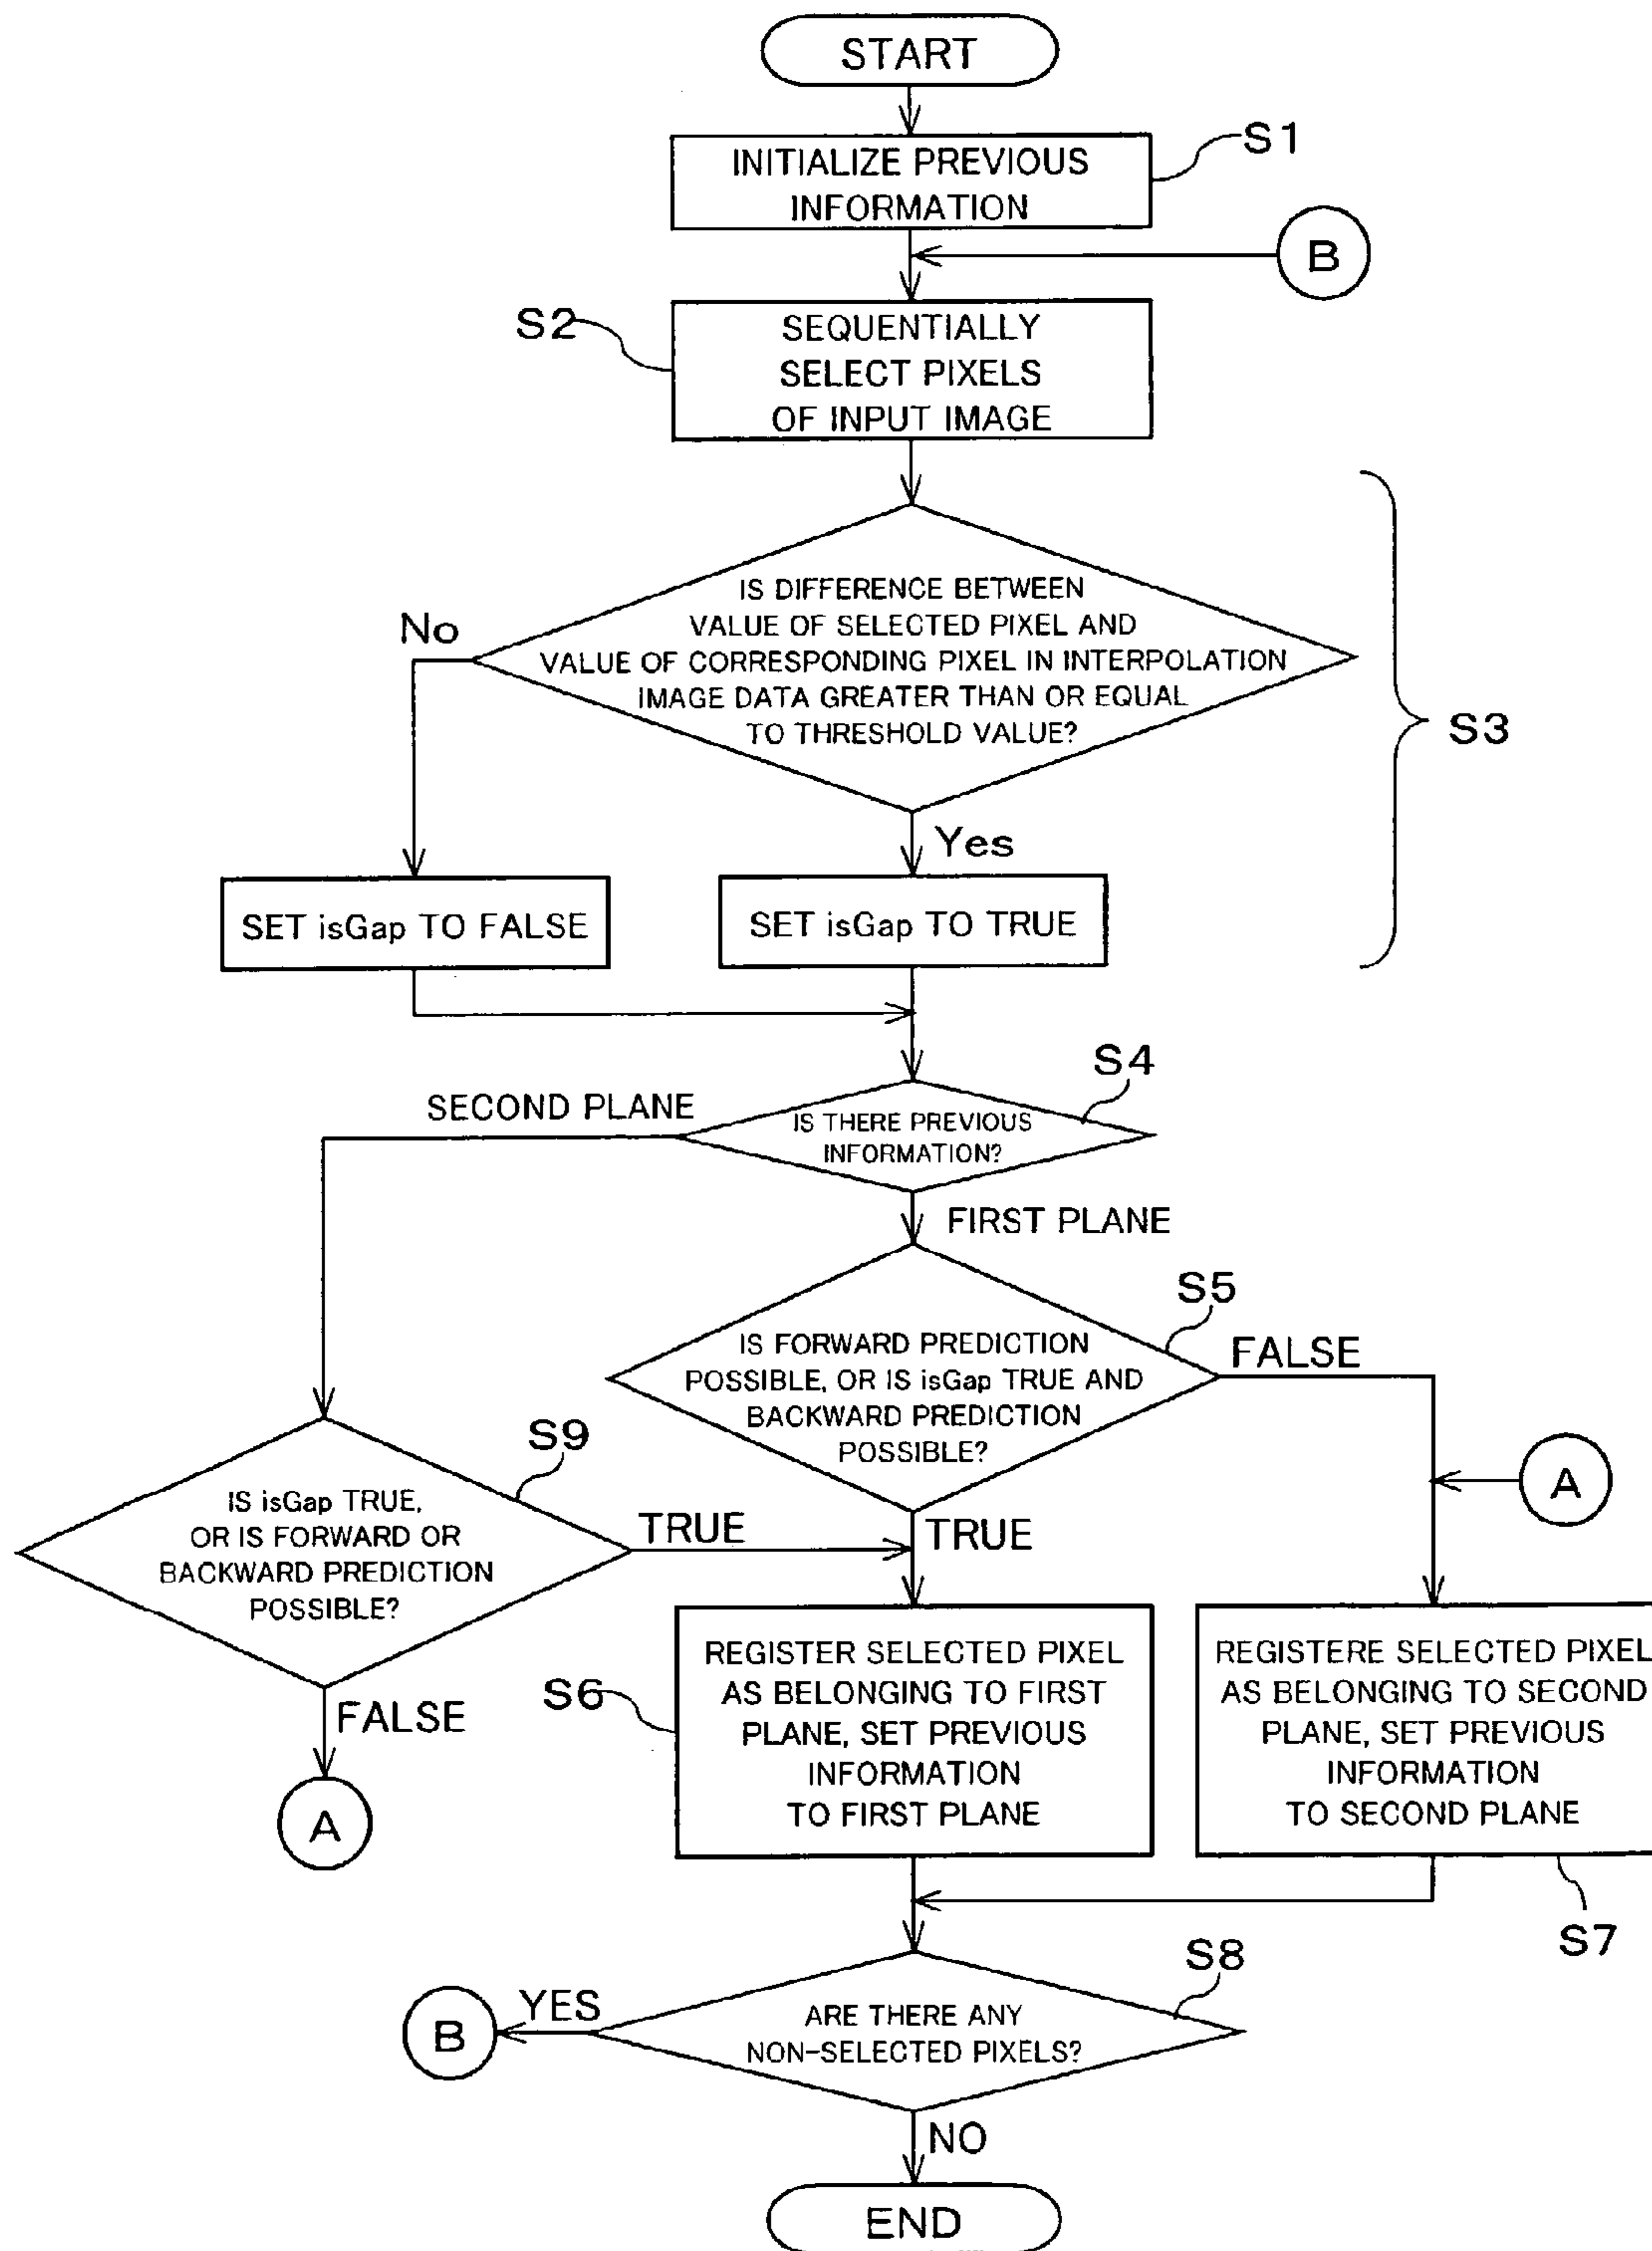 START
S1
INITIALIZE PREVIOUS
INFORMATION
B
S2
SEQUENTIALLY
SELECT PIXELS
OF INPUT IMAGE
IS DIFFERENCE BETWEEN
VALUE OF SELECTED PIXEL AND
VALUE OF CORRESPONDING PIXEL IN INTERPOLATION
IMAGE DATA GREATER THAN OR EQUAL
TO THRESHOLD VALUE?
No
S3
Yes
SET isGap TO FALSE
SET isGap TO TRUE
S4
SECOND PLANE
IS THERE PREVIOUS
INFORMATION?
FIRST PLANE
S5
IS FORWARD PREDICTION
POSSIBLE, OR IS isGap TRUE AND
BACKWARD PREDICTION
POSSIBLE?
FALSE
A
S9
IS isGap TRUE,
OR IS FORWARD OR
BACKWARD PREDICTION
POSSIBLE?
TRUE
TRUE
FALSE
A
S6
REGISTER SELECTED PIXEL
AS BELONGING TO FIRST
PLANE, SET PREVIOUS
INFORMATION
TO FIRST PLANE
REGISTERE SELECTED PIXEL
AS BELONGING TO SECOND
PLANE, SET PREVIOUS
INFORMATION
TO SECOND PLANE
S7
S8
ARE THERE ANY
NON-SELECTED PIXELS?
YES
B
NO
END